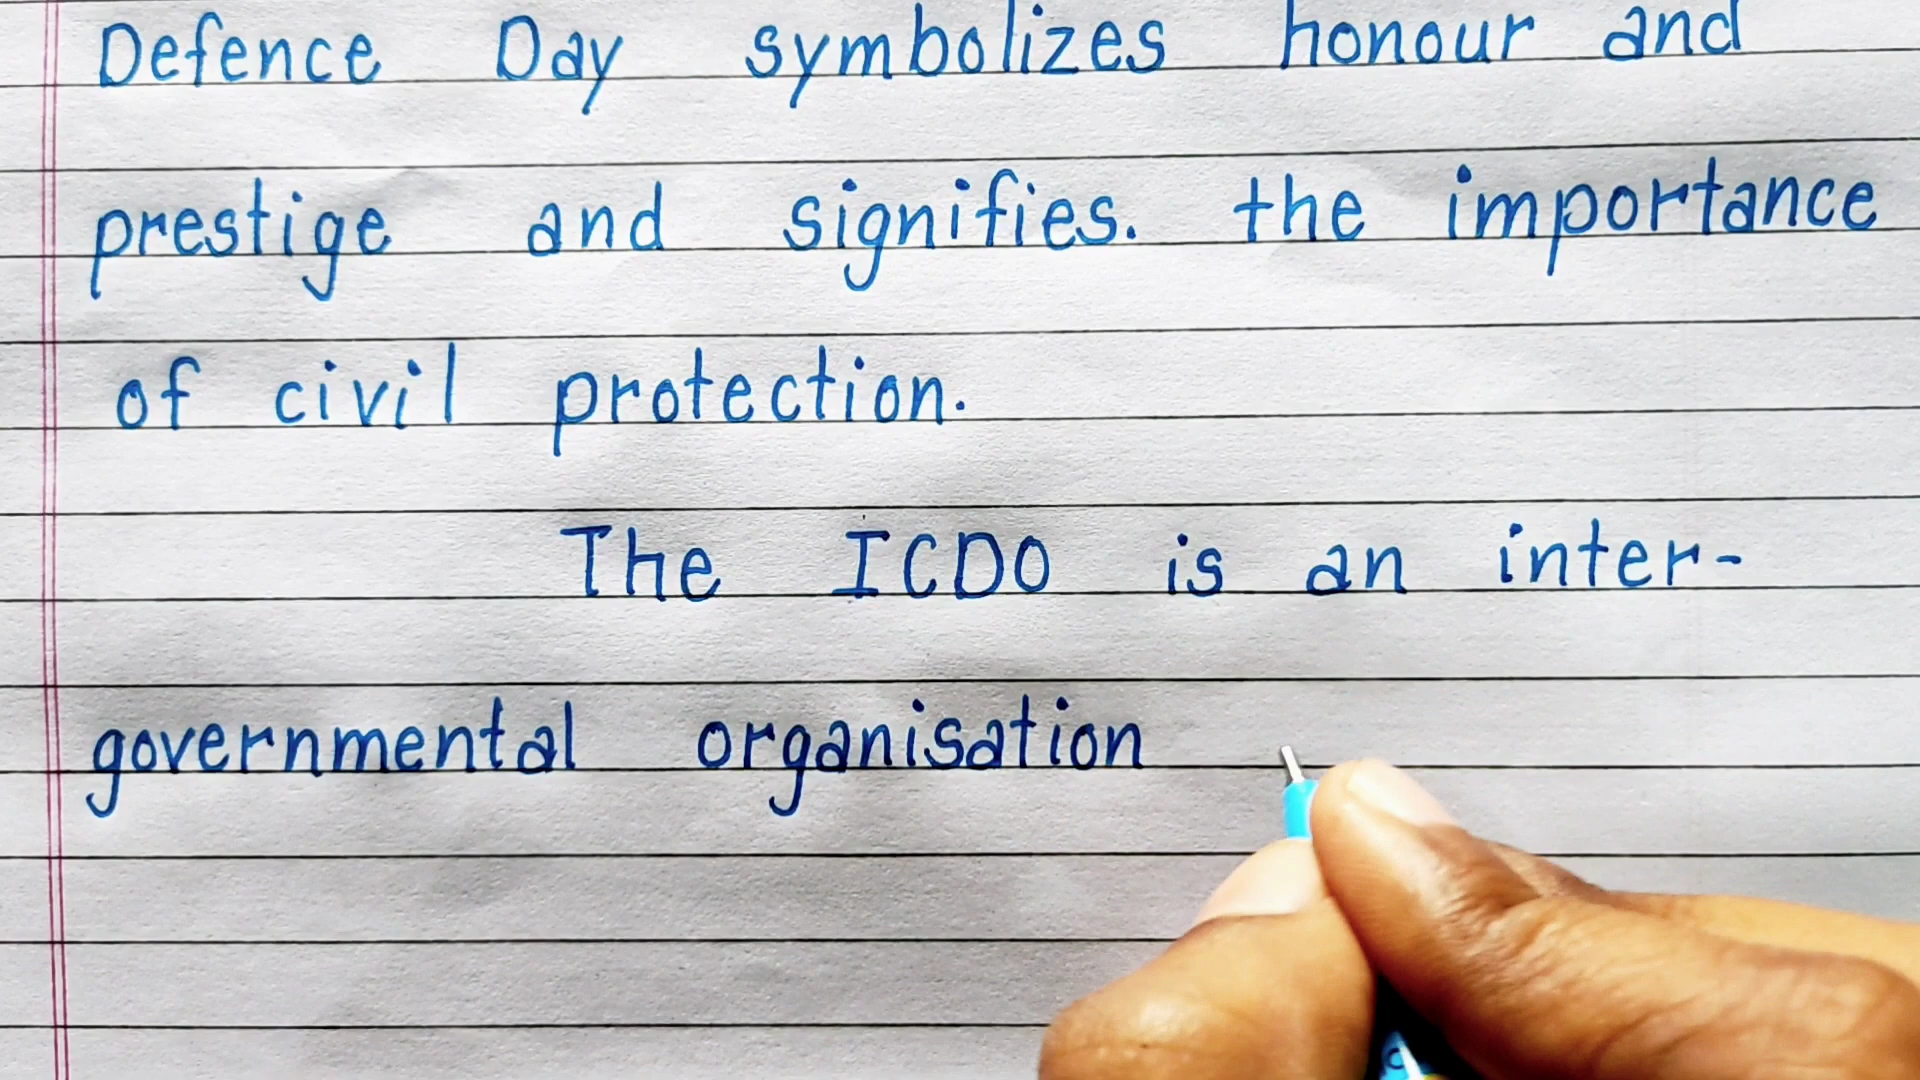 Defence Day symbolizes honour and
prestige and signifies. the importance
of civil protection.
The ICDO is an inter-
governmental organisation